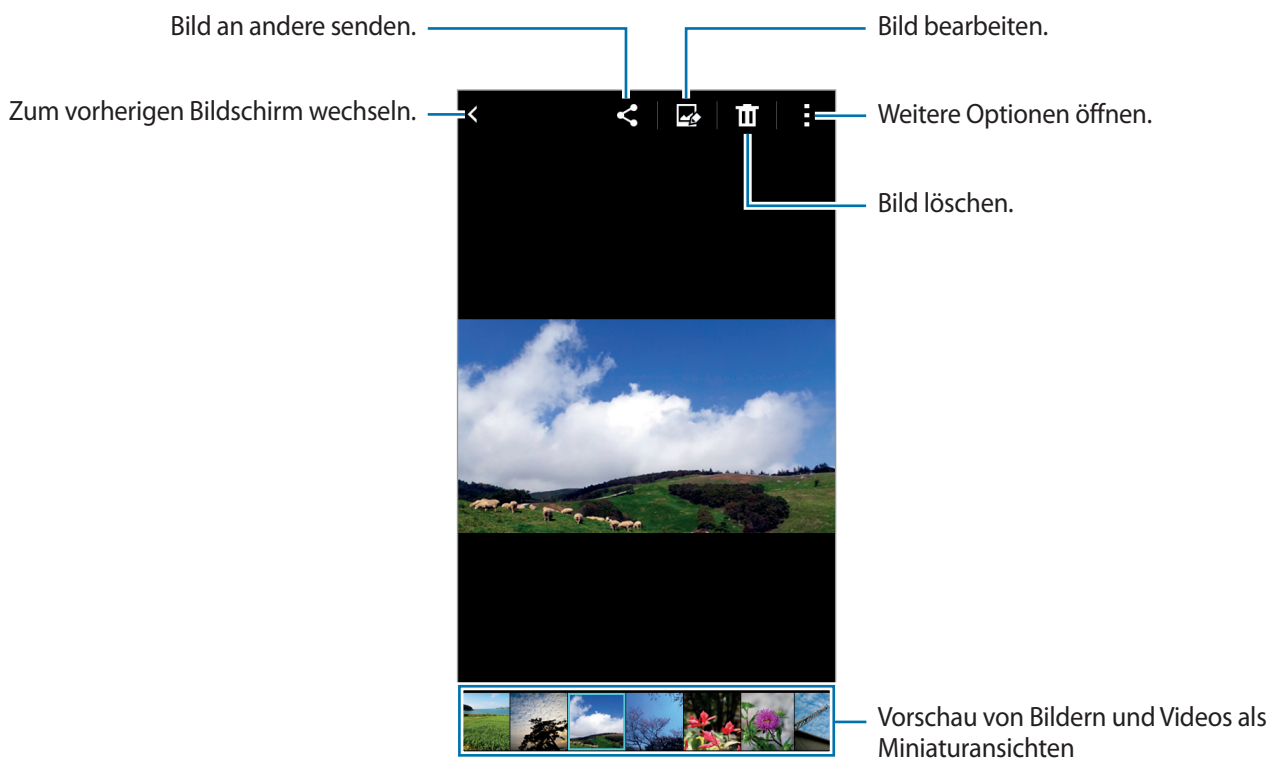 Bild an andere senden.
Bild bearbeiten.
Zum vorherigen Bildschirm wechseln.
Weitere Optionen öffnen.
Bild löschen.
Vorschau von Bildern und Videos als
Miniaturansichten